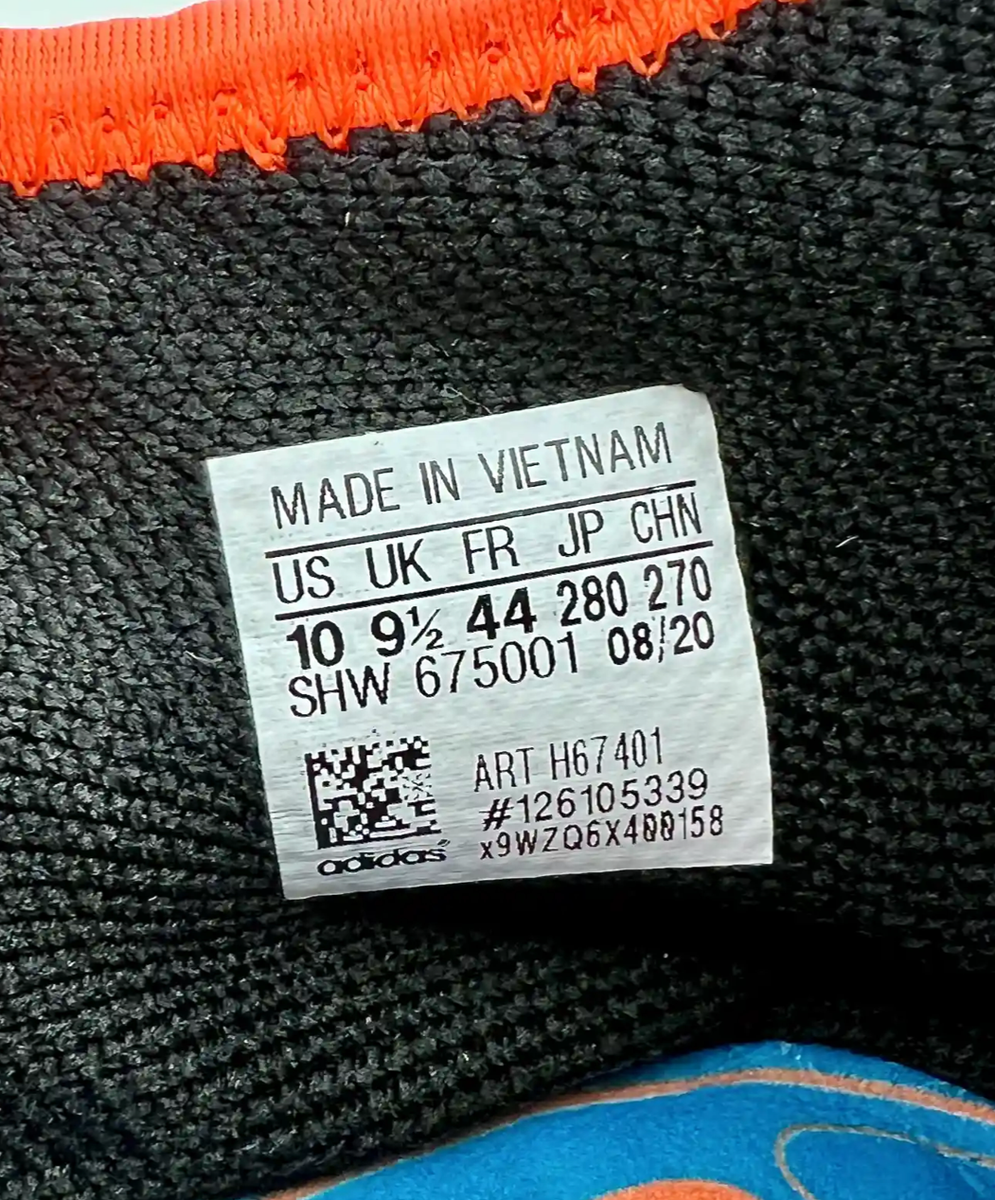 MADE IN VIETNAM
US UK FR JP CHN
10 9½ 44 280 270
SHW 675001 08/20
ART H67401
#126105339
x9WZQ6X400158
adidas